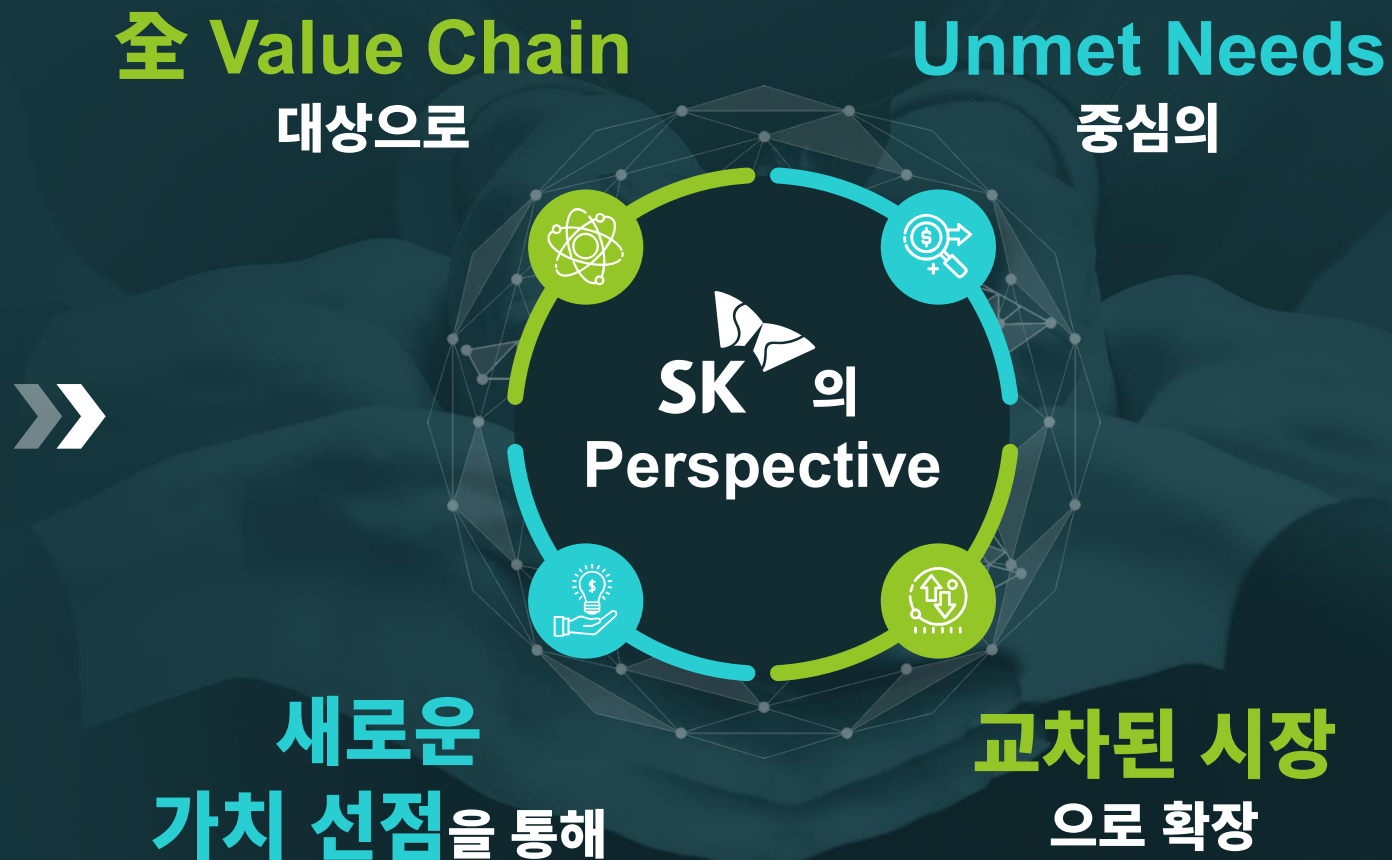 全 Value Chain
대상으로
Unmet Needs
중심의
SK 의
Perspective
새로운
가치 선점을 통해
교차된 시장
으로 확장